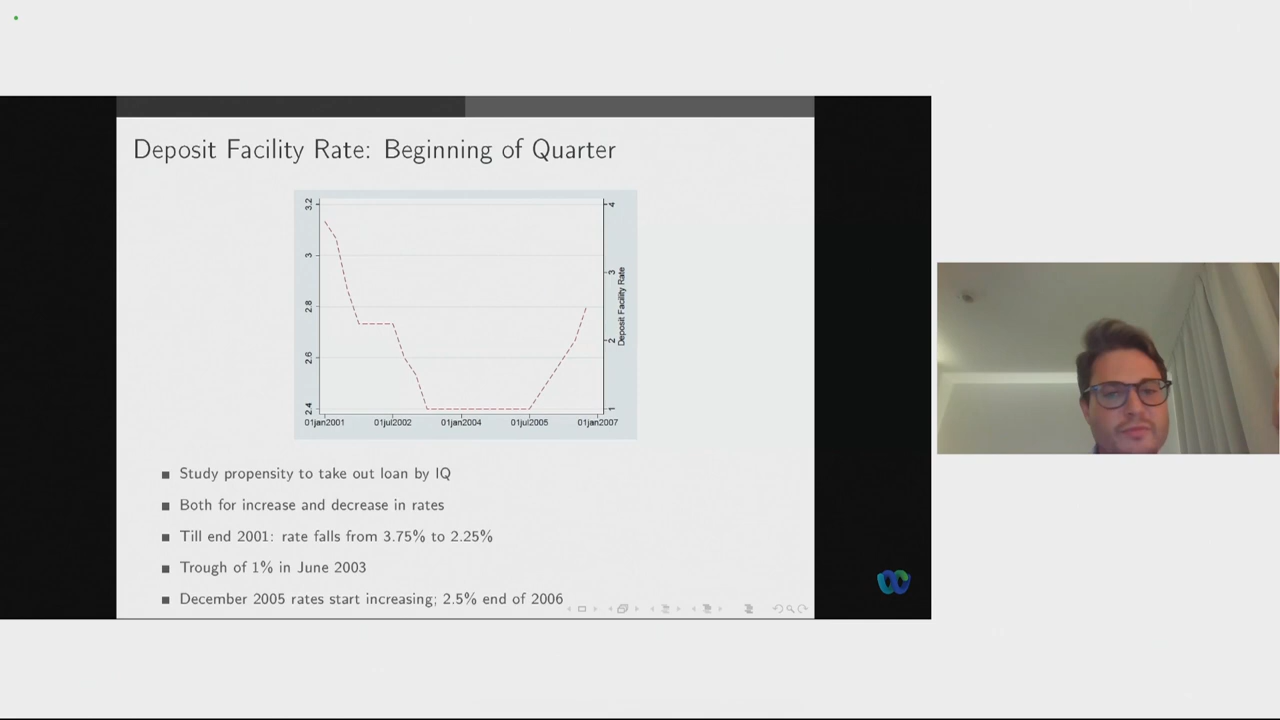 Deposit Facility Rate: Beginning of Quarter
3.2
3
2.8
2.6
2.4
4
3
2
1
Deposit Facility Rate
01jan2001 01jul2002 01jan2004 01jul2005 01jan2007
Study propensity to take out loan by IQ
Both for increase and decrease in rates
Till end 2001: rate falls from 3.75% to 2.25%
Trough of 1% in June 2003
December 2005 rates start increasing; 2.5% end of 2006